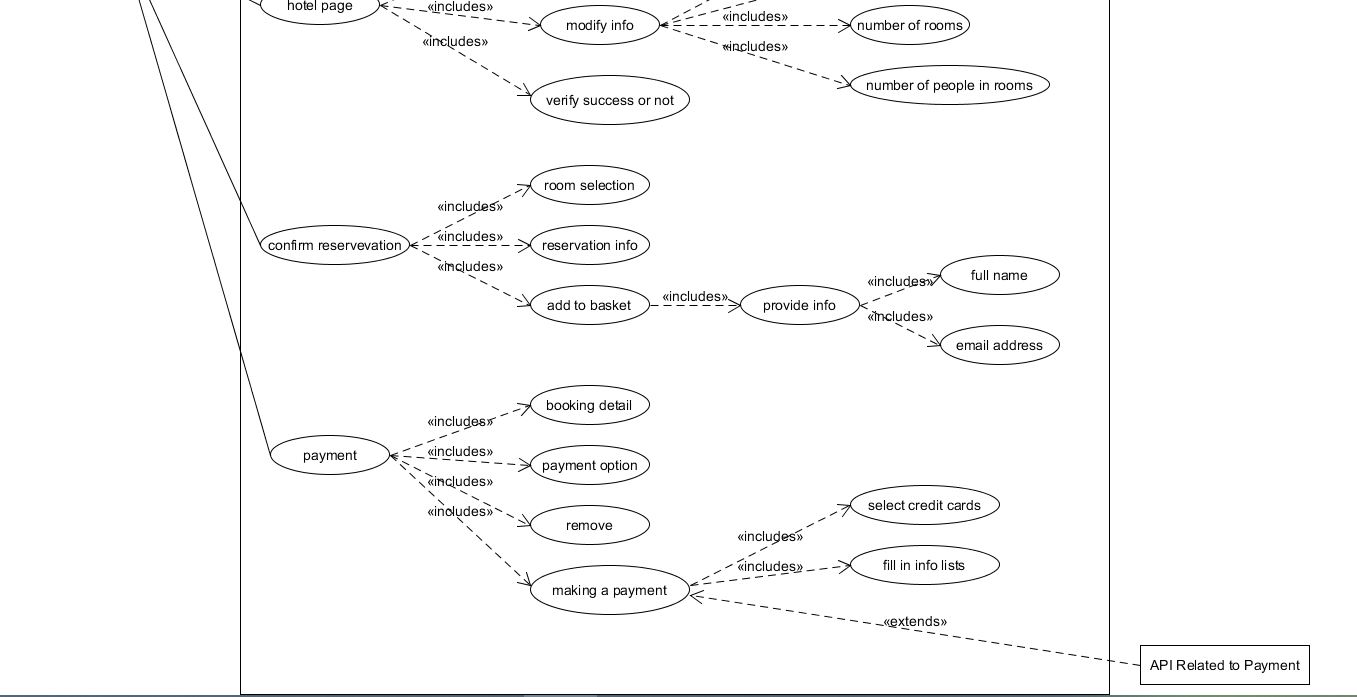 hotel page
«includes»
modify info
«includes»
number of rooms
«includes»
«includes»
number of people in rooms
verify success or not
room selection
«includes»
confirm reservevation
«includes»
reservation info
«includes»
add to basket
«includes»
provide info
«includes»
full name
«includes»
email address
booking detail
«includes»
payment
«includes»
payment option
«includes»
remove
«includes»
making a payment
select credit cards
«includes»
«includes»
fill in info lists
«extends»
API Related to Payment